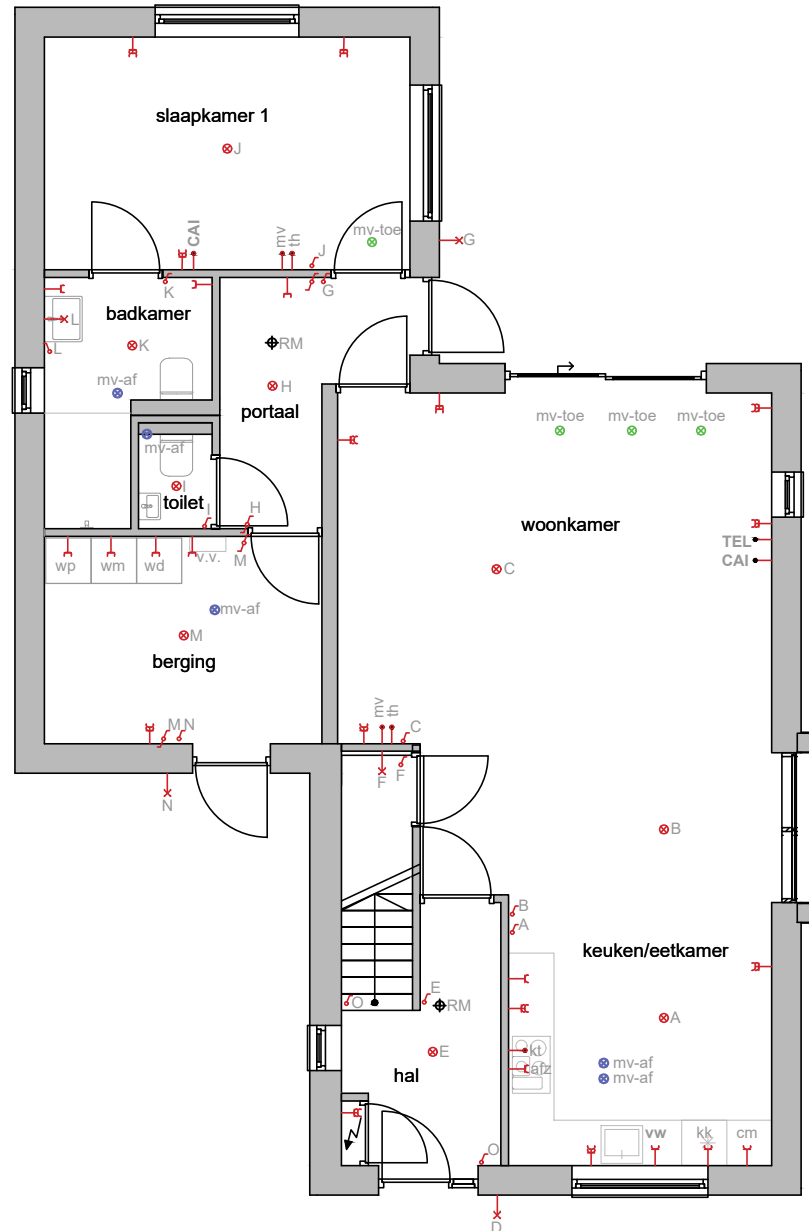 slaapkamer 1
J
CAI
mv
th
J
mv-toe
G
K
G
badkamer
L
K
RM
L
mv-af
H
portaal
mv-toe
mv-toe
mv-toe
mv-af
I
toilet
I
H
woonkamer
TEL
CAI
M
wp
wm
wd
v.v.
C
mv-af
M
berging
mv
th
M
N
C
F
F
N
B
B
A
keuken/eetkamer
O
E
RM
A
E
kt
afz
mv-af
mv-af
hal
vw
kk
cm
O
D